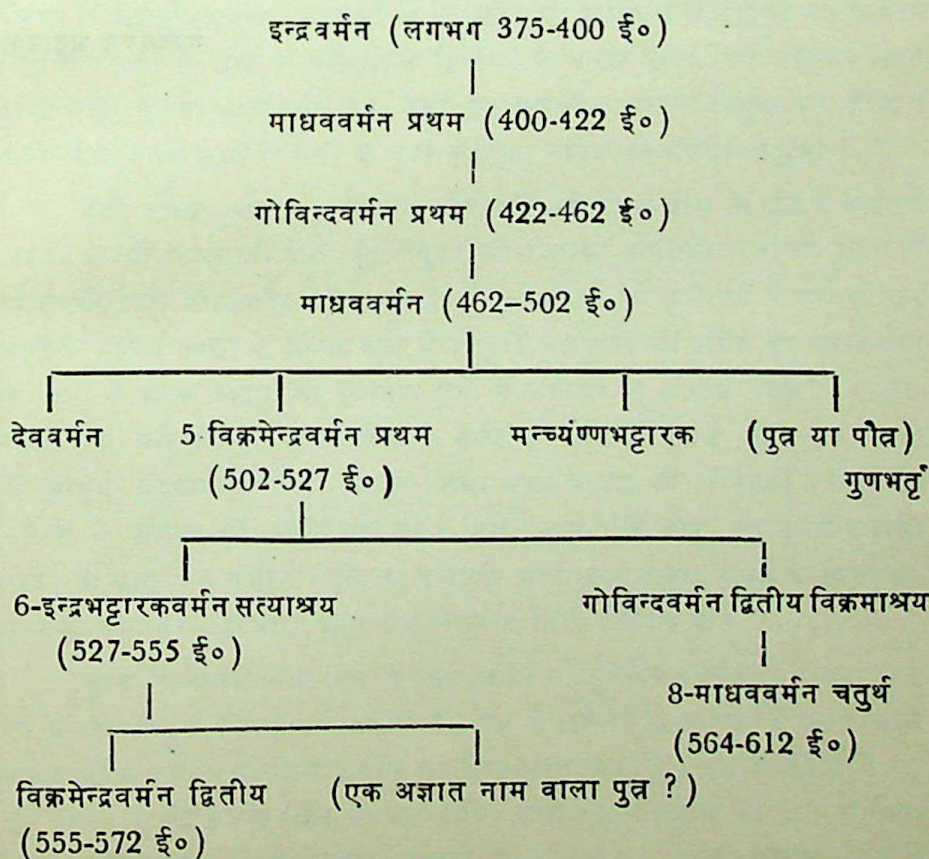 इन्द्रवर्मन (लगभग 375-400 ई०)
माधववर्मन प्रथम (400-422 ई०)
गोविन्दवर्मन प्रथम (422-462 ई०)
माधववर्मन (462–502 ई०)
देववर्मन 5 विक्रमेन्द्रवर्मन प्रथम मन्च्यंण्णभट्टारक (पुत्र या पौत्र)
(502-527 ई०) गुणभर्तृ
6-इन्द्रभट्टारकवर्मन सत्याश्रय गोविन्दवर्मन द्वितीय विक्रमाश्रय
(527-555 ई०)
8-माधववर्मन चतुर्थ
(564-612 ई०)
विक्रमेन्द्रवर्मन द्वितीय (एक अज्ञात नाम वाला पुत्र ?)
(555-572 ई०)